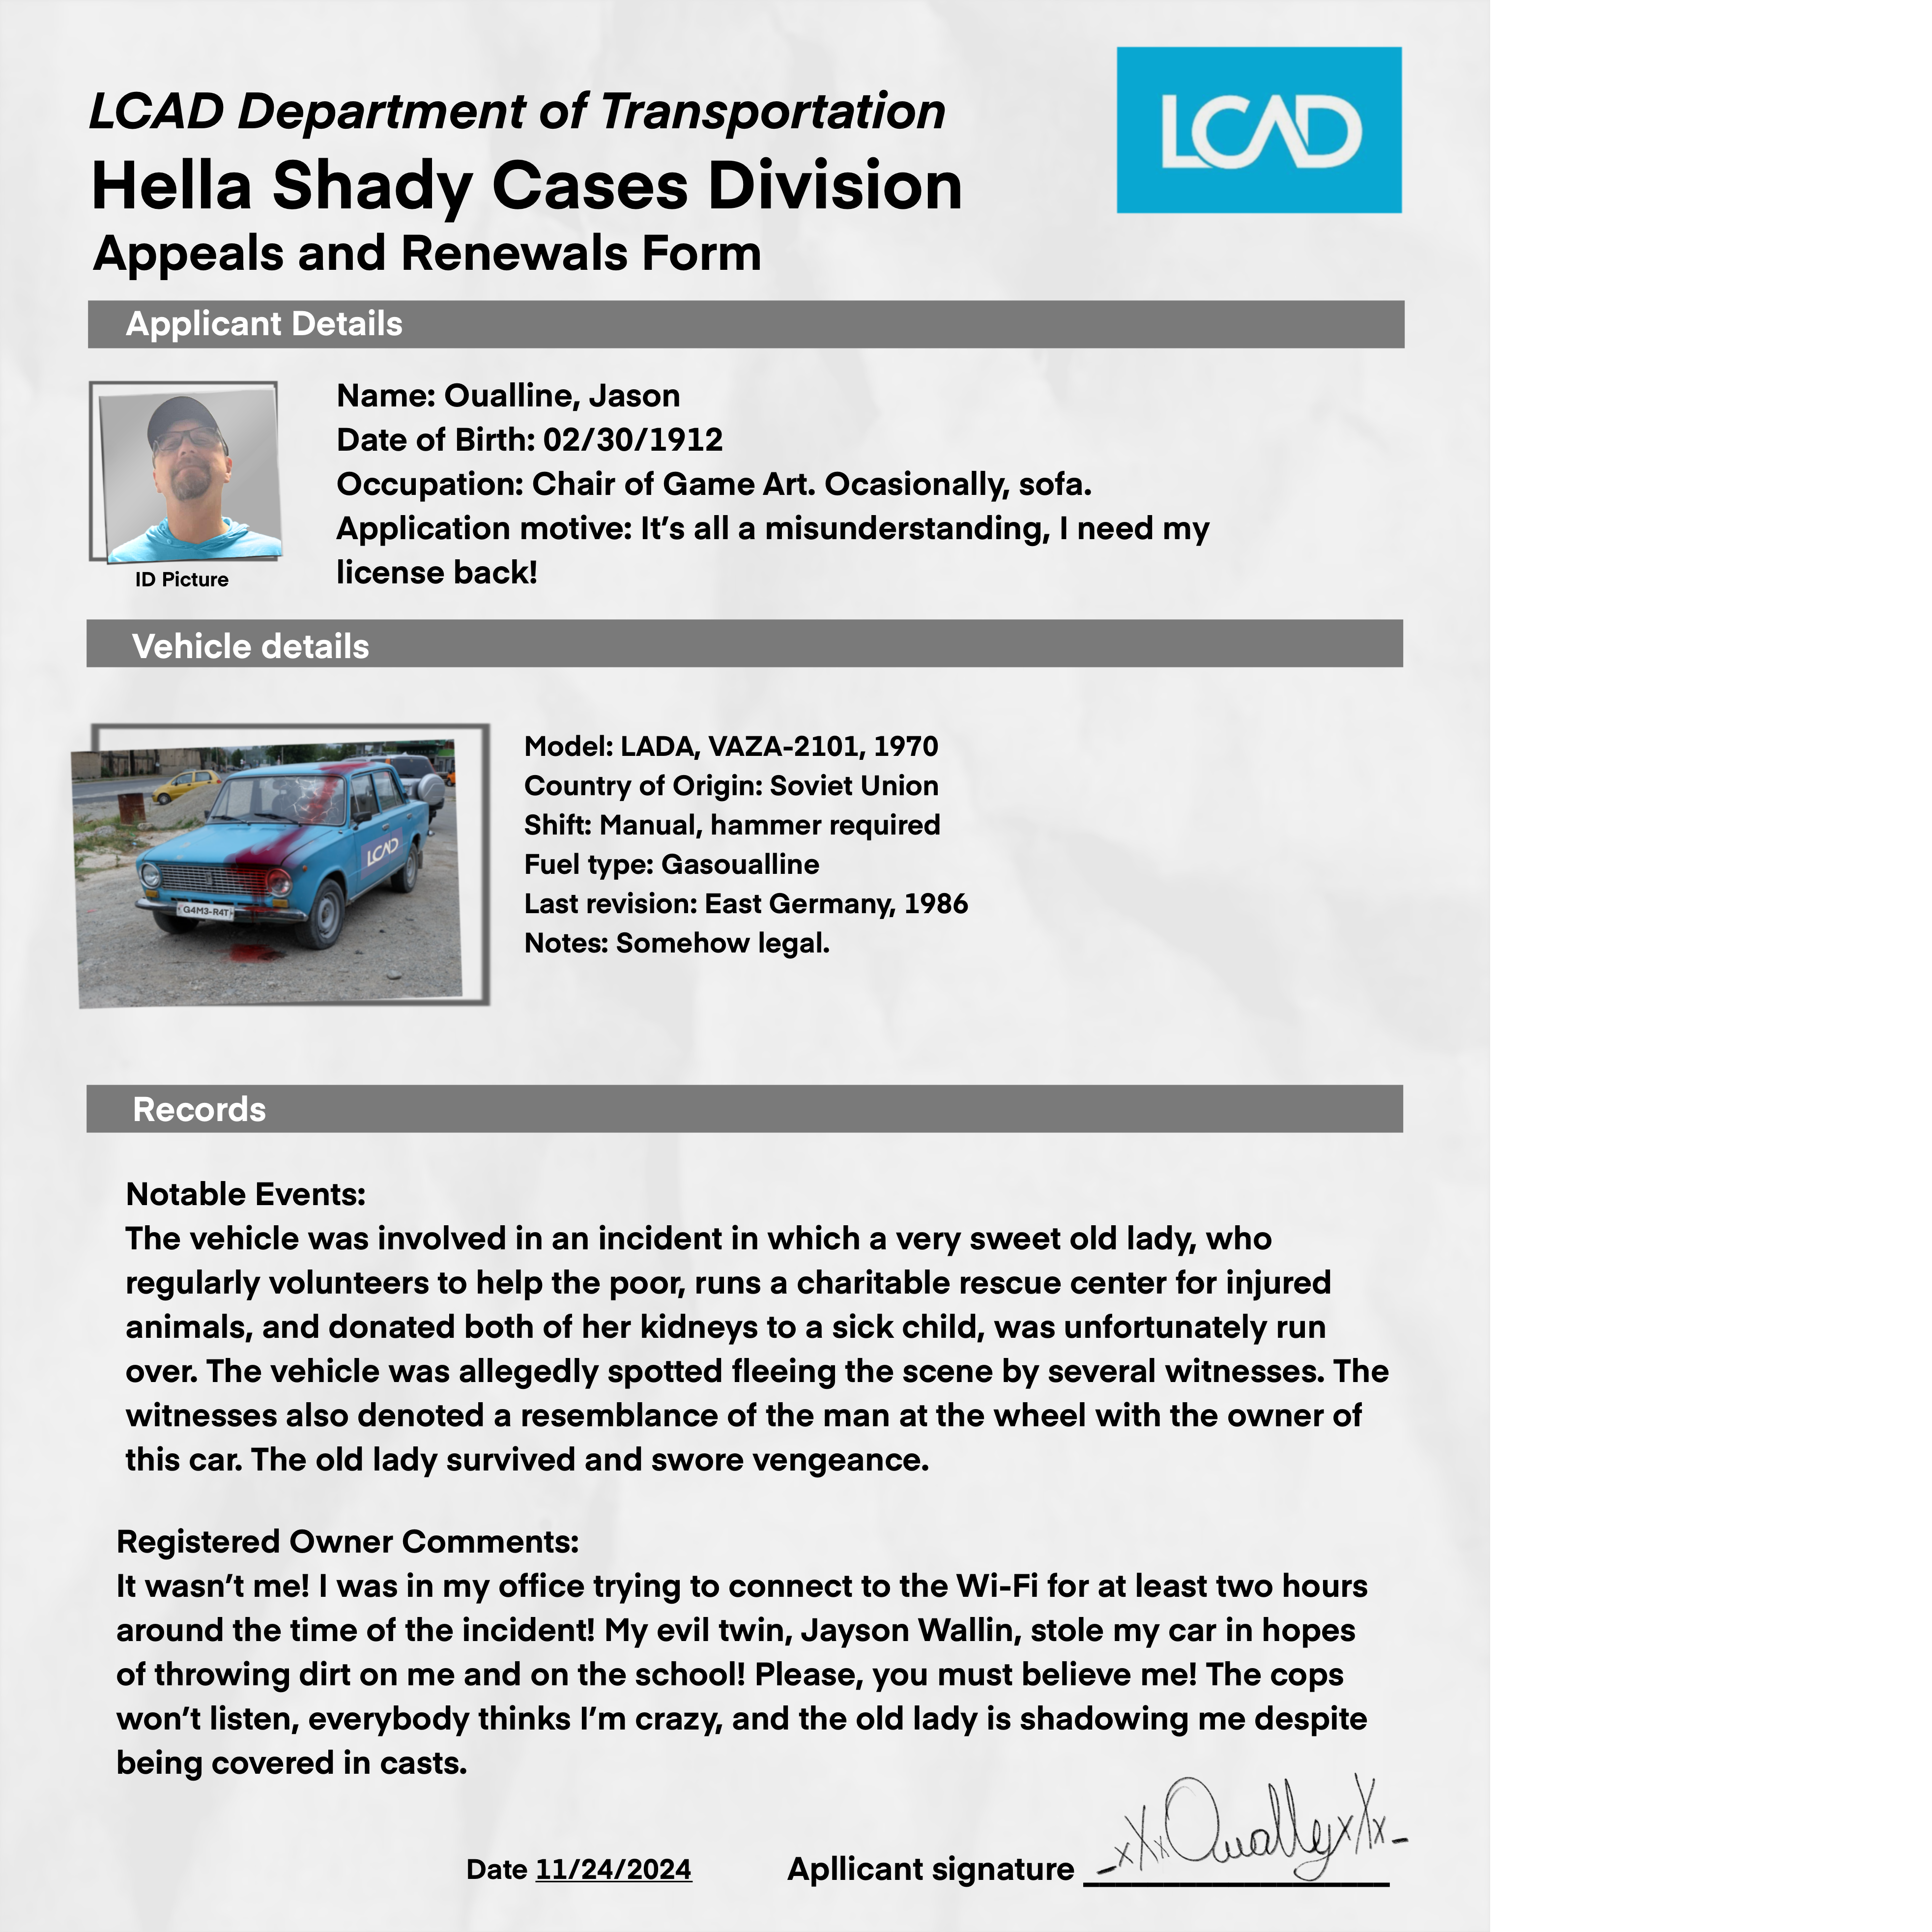 LCAD Department of Transportation
LCAD
Hella Shady Cases Division
Appeals and Renewals Form
Applicant Details
Name: Oualline, Jason
Date of Birth: 02/30/1912
Occupation: Chair of Game Art. Ocasionally, sofa.
Application motive: It’s all a misunderstanding, I need my
license back!
ID Picture
Vehicle details
Model: LADA, VAZA-2101, 1970
Country of Origin: Soviet Union
Shift: Manual, hammer required
Fuel type: Gasoualline
Last revision: East Germany, 1986
Notes: Somehow legal.
LCAD
G4M3-R4T
Records
Notable Events:
The vehicle was involved in an incident in which a very sweet old lady, who
regularly volunteers to help the poor, runs a charitable rescue center for injured
animals, and donated both of her kidneys to a sick child, was unfortunately run
over. The vehicle was allegedly spotted fleeing the scene by several witnesses. The
witnesses also denoted a resemblance of the man at the wheel with the owner of
this car. The old lady survived and swore vengeance.
Registered Owner Comments:
It wasn’t me! I was in my office trying to connect to the Wi-Fi for at least two hours
around the time of the incident! My evil twin, Jayson Wallin, stole my car in hopes
of throwing dirt on me and on the school! Please, you must believe me! The cops
won’t listen, everybody thinks I’m crazy, and the old lady is shadowing me despite
being covered in casts.
Date 11/24/2024
Apllicant signature -xXxOuallyxXx-